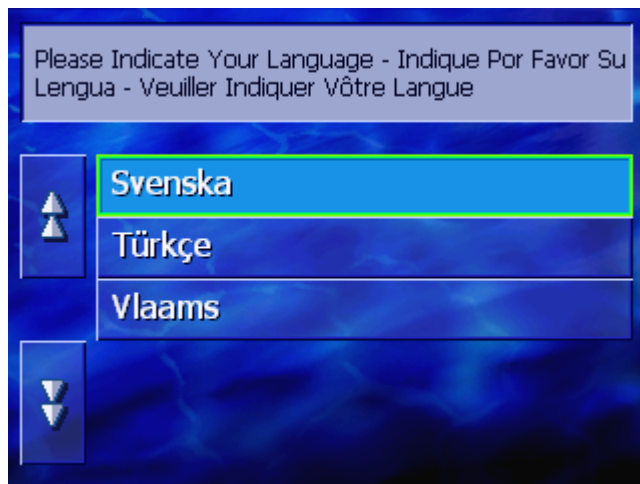 Please Indicate Your Language - Indique Por Favor Su
Lengua - Veuiller Indiquer Vôtre Langue
Svenska
Türkçe
Vlaams